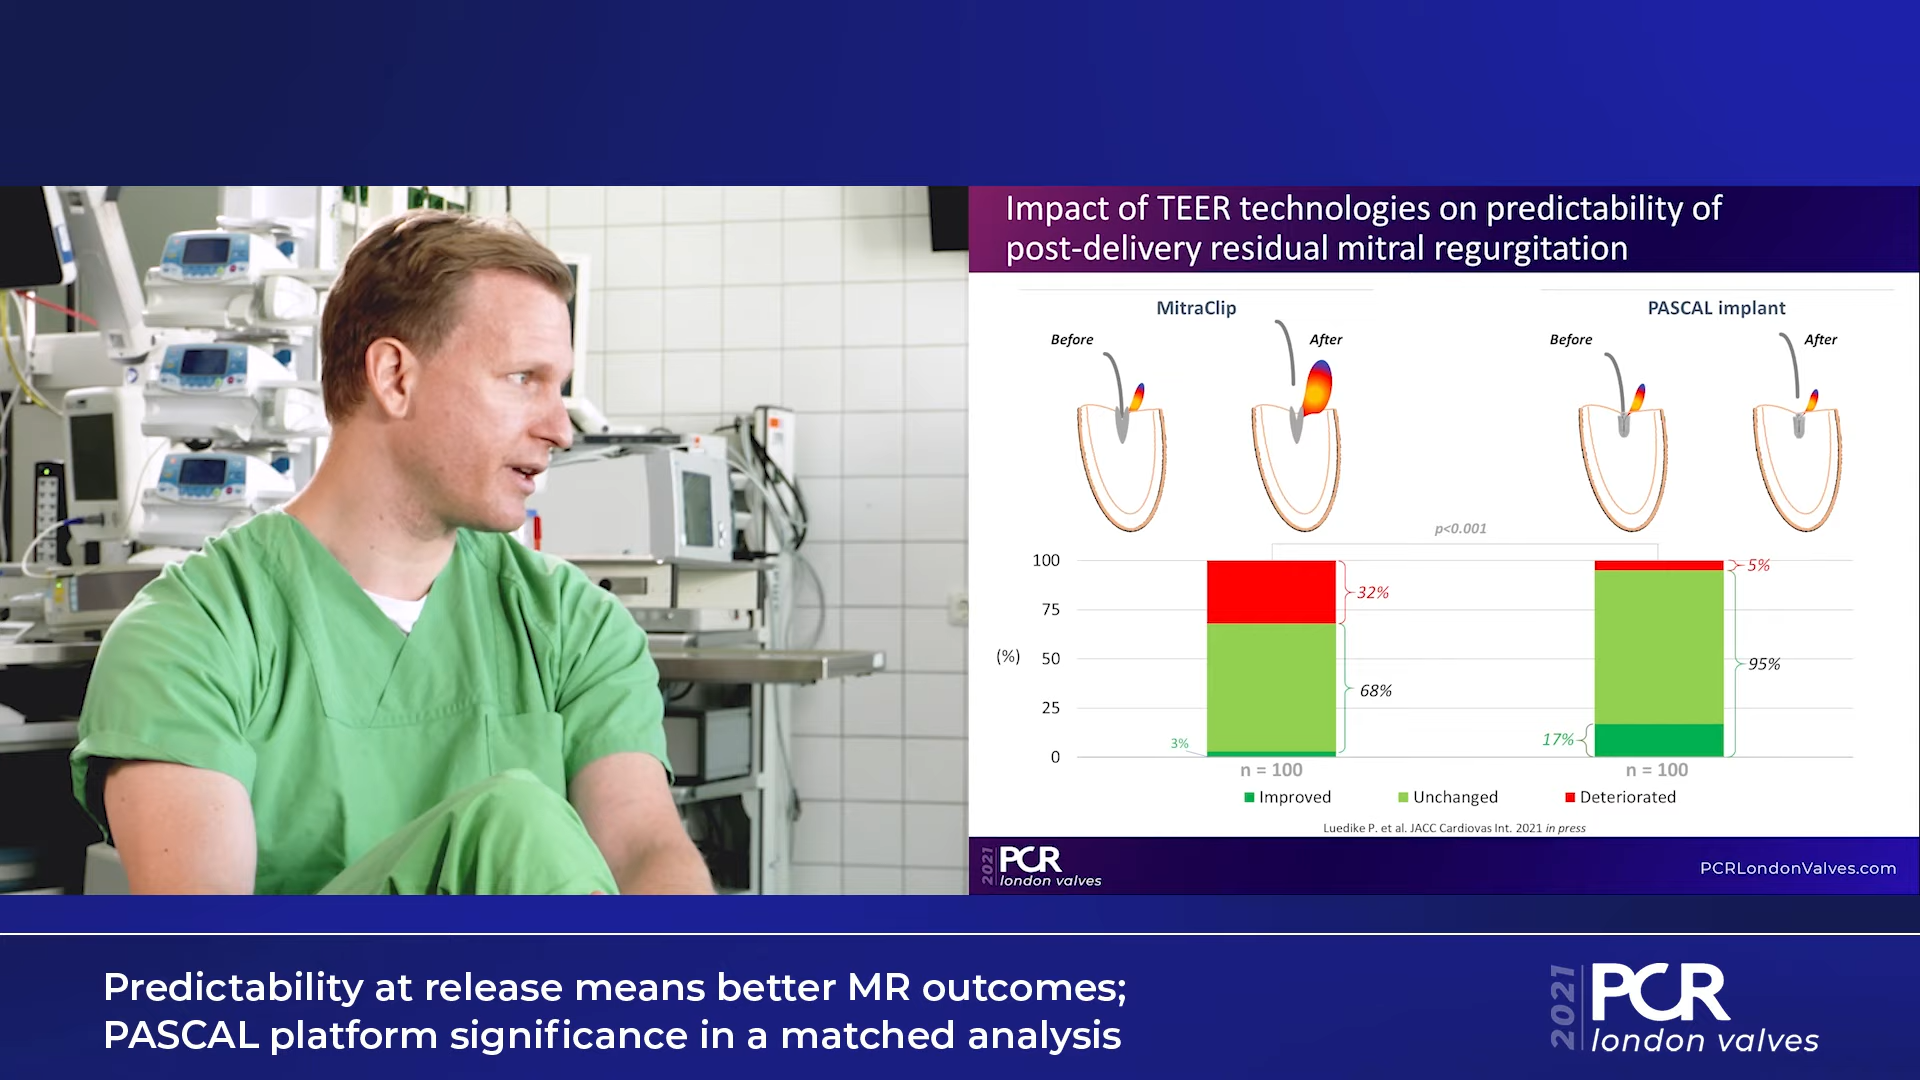 Impact of TEER technologies on predictability of
post-delivery residual mitral regurgitation
MitraClip
PASCAL implant
Before
After
Before
After
p<0.001
100
75
50
25
0
(%)
32%
68%
3%
5%
95%
17%
n = 100
n = 100
Improved
Unchanged
Deteriorated
Luedike P. et al. JACC Cardiovas Int. 2021 in press
2021
PCR
london valves
PCRLondonValves.com
Predictability at release means better MR outcomes;
PASCAL platform significance in a matched analysis
2021
PCR
london valves